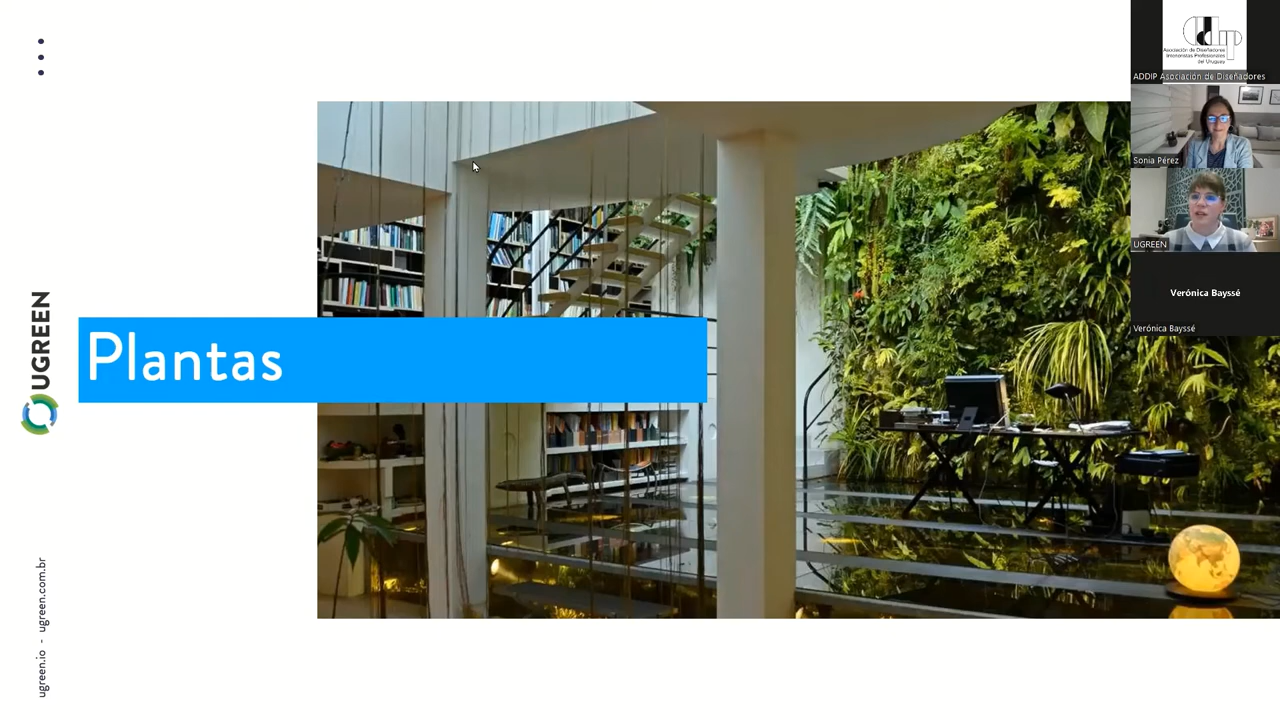 UGREEN
ugreen.io - ugreen.com.br
Plantas
Asociación de Diseñadores
Interioristas Profesionales
del Uruguay
ADDIP Asociación de Diseñadores
Sonia Pérez
UGREEN
Verónica Bayssé
Verónica Bayssé